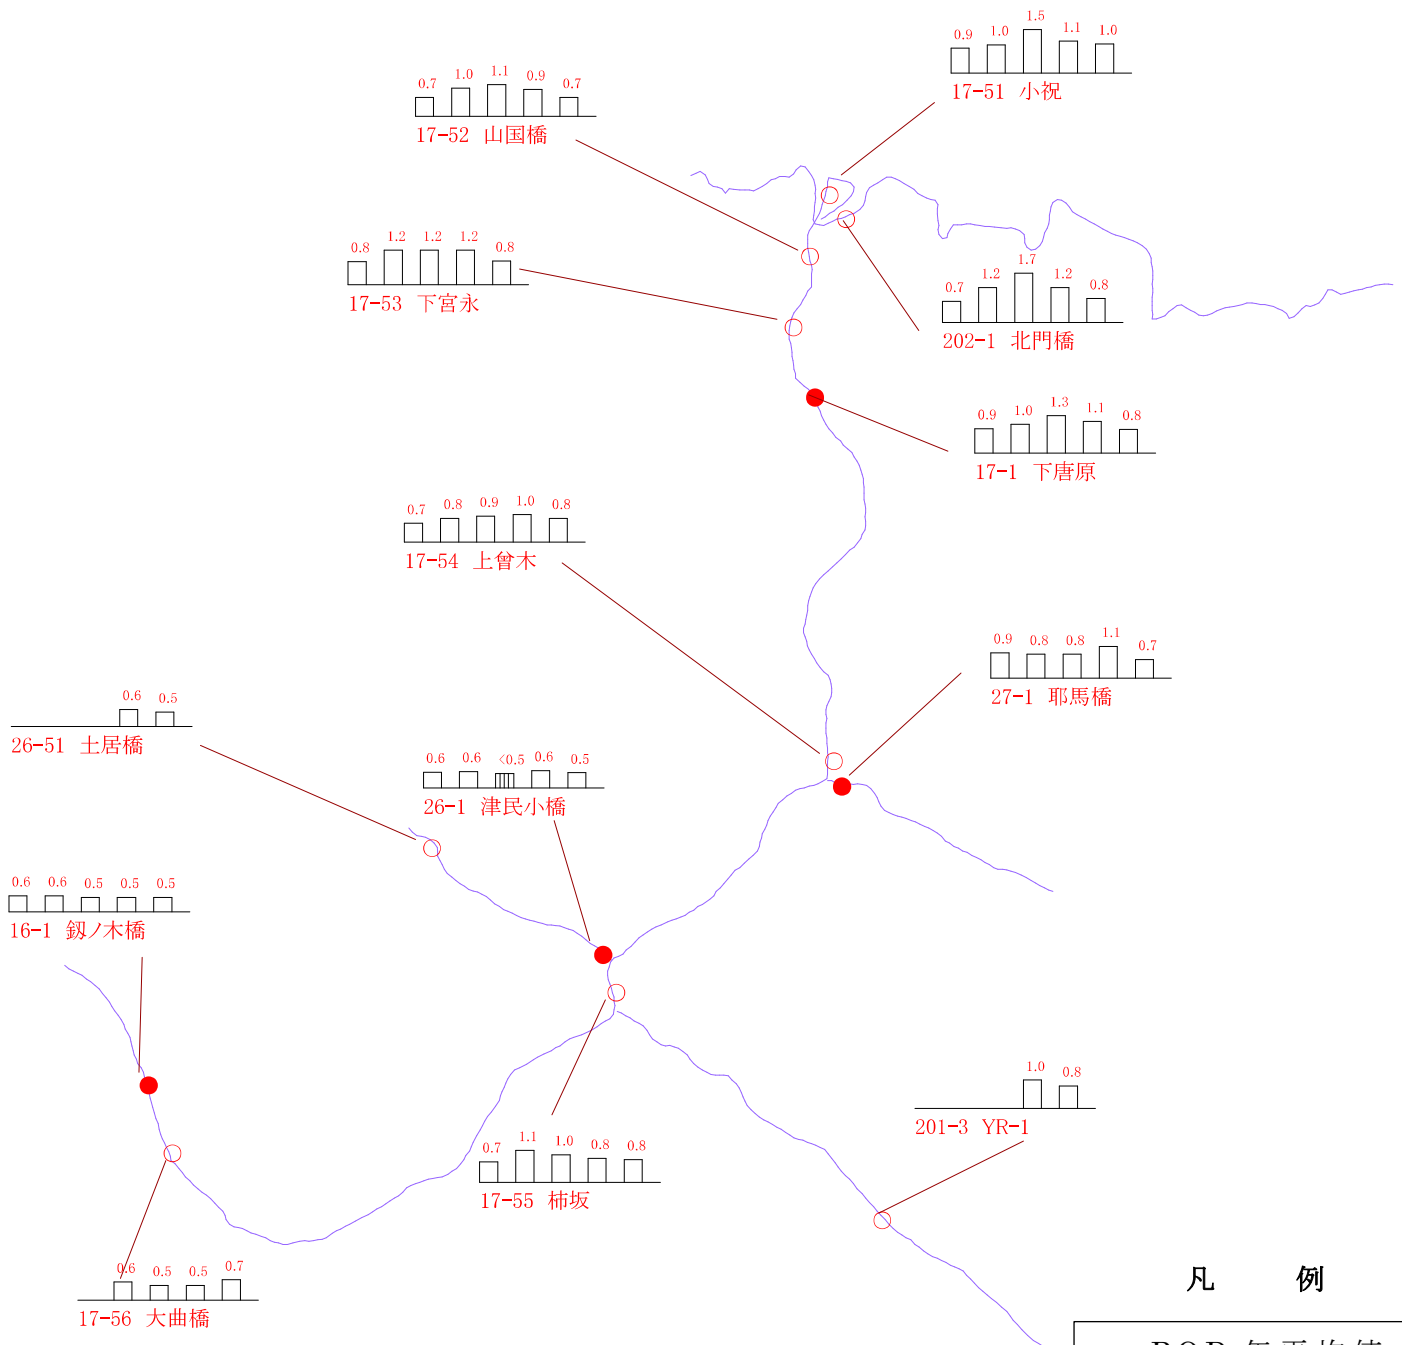 0.9 1.0 1.5 1.1 1.0
17-51 小祝
0.7 1.0 1.1 0.9 0.7
17-52 山国橋
0.8 1.2 1.2 1.2 0.8
17-53 下宮永
0.7 1.2 1.7 1.2 0.8
202-1 北門橋
0.9 1.0 1.3 1.1 0.8
17-1 下唐原
0.7 0.8 0.9 1.0 0.8
17-54 上曾木
0.9 0.8 0.8 1.1 0.7
27-1 耶馬橋
0.6 0.5
26-51 土居橋
0.6 0.6 <0.5 0.6 0.5
26-1 津民小橋
0.6 0.6 0.5 0.5 0.5
16-1 釼ノ木橋
1.0 0.8
201-3 YR-1
0.7 1.1 1.0 0.8 0.8
17-55 柿坂
0.6 0.5 0.5 0.7
17-56 大曲橋
凡 例
BOD年平均値